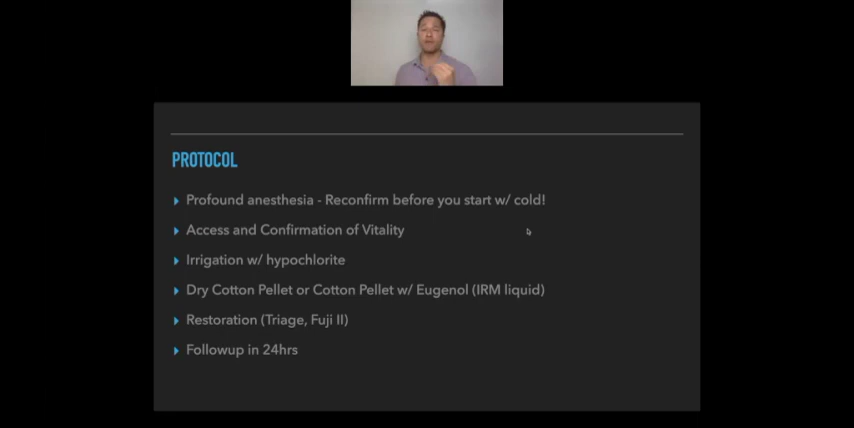 PROTOCOL
Profound anesthesia - Reconfirm before you start w/ cold!
Access and Confirmation of Vitality
Irrigation w/ hypochlorite
Dry Cotton Pellet or Cotton Pellet w/ Eugenol (IRM liquid)
Restoration (Triage, Fuji II)
Followup in 24hrs